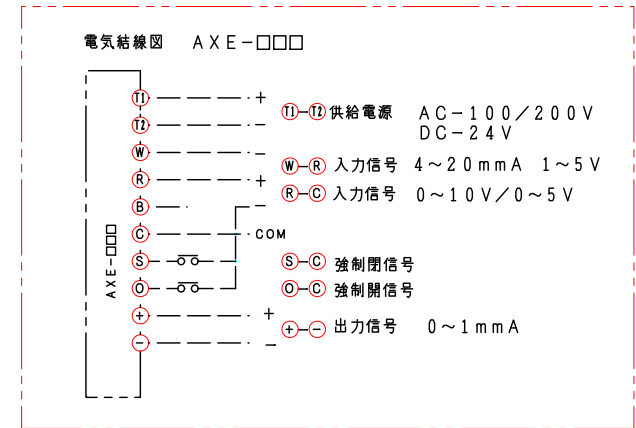 電気結線図 AXE-□□□
T1 +
T1-T2 供給電源 AC-100/200V
DC-24V
T2 -
W -
W-R 入力信号 4~20mmA 1~5V
R +
R-C 入力信号 0~10V/0~5V
B -
C COM
S
S-C 強制閉信号
O
O-C 強制開信号
+ +
+-- 出力信号 0~1mmA
- -
AXE-□□□